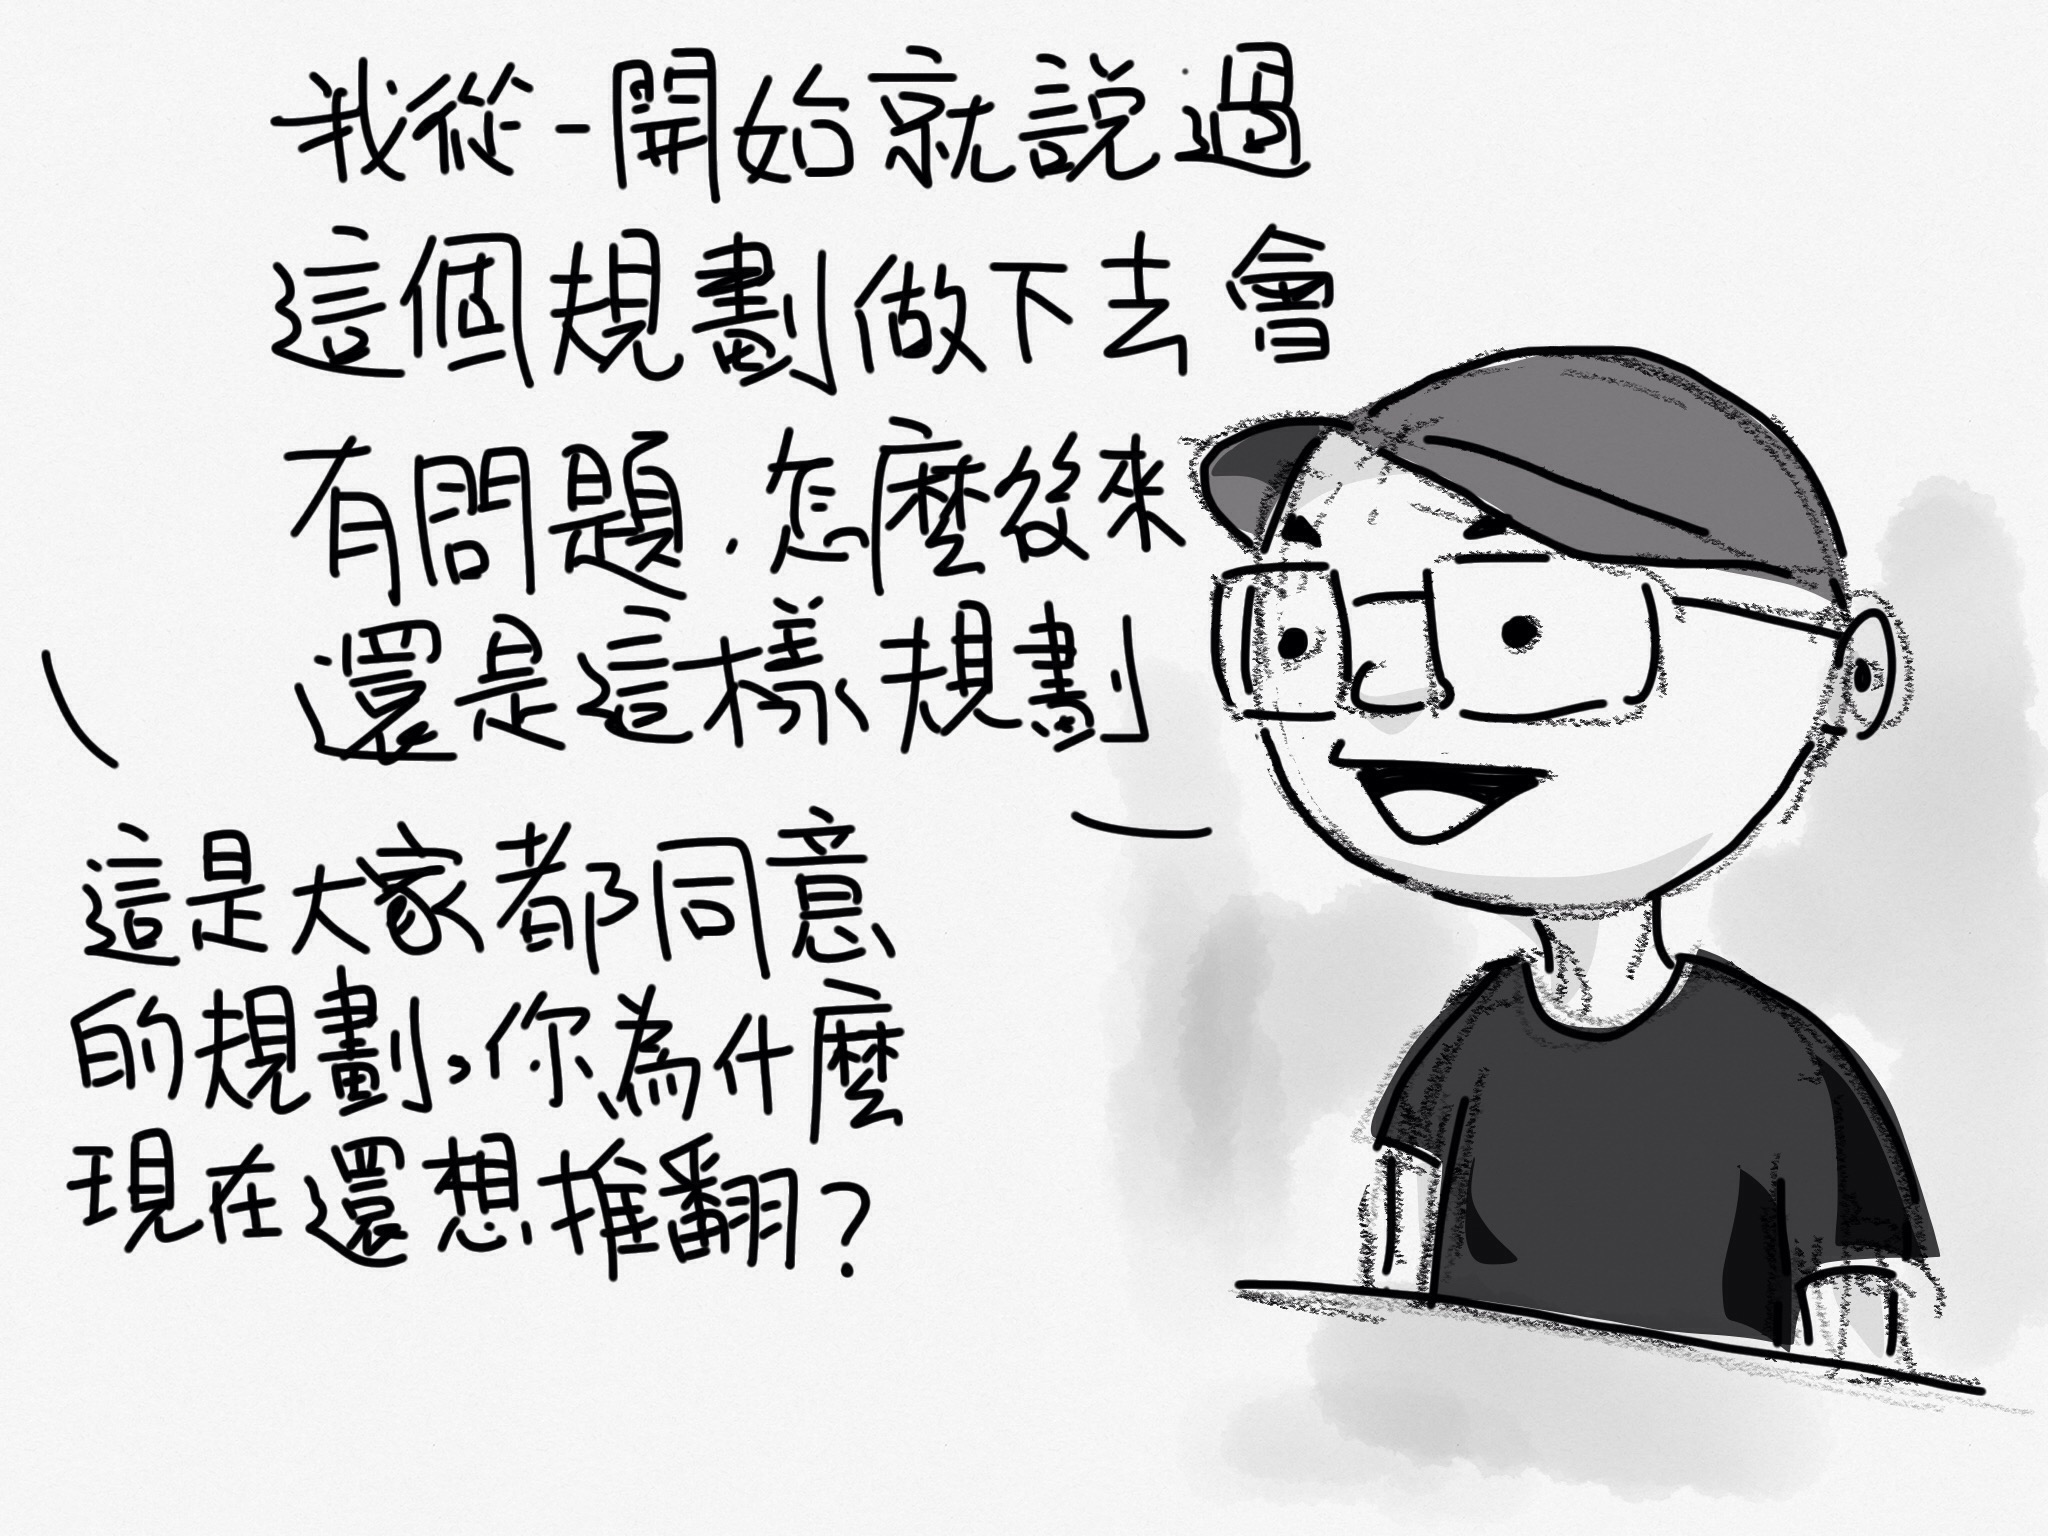 我從一開始就說過
這個規劃做下去會
有問題.怎麼後來
還是這樣規劃
這是大家都同意
的規劃,你為什麼
現在還想推翻?